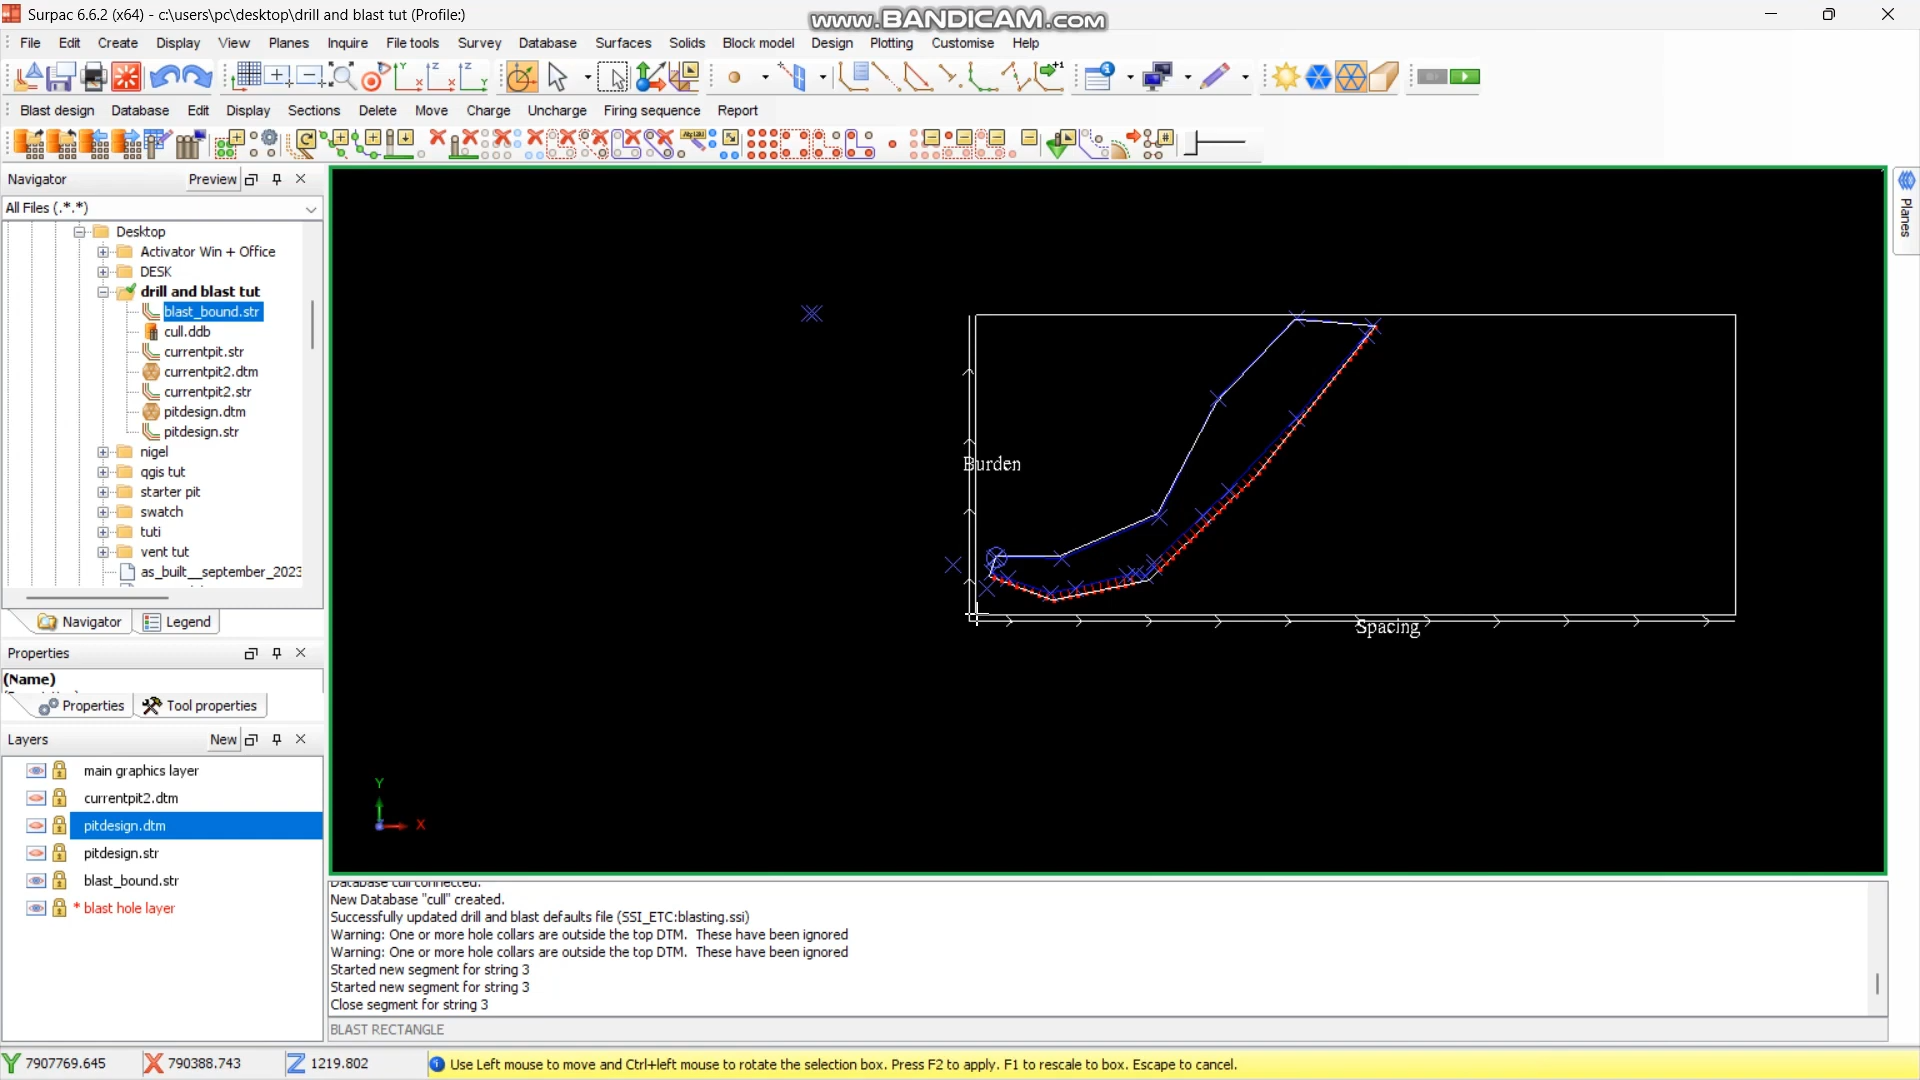 Surpac 6.6.2 (x64) - c:\users\pc\desktop\drill and blast tut (Profile:)
www.BANDICAM.com
File Edit Create Display View Planes Inquire File tools Survey Database Surfaces Solids Block model Design Plotting Customise Help
Blast design Database Edit Display Sections Delete Move Charge Uncharge Firing sequence Report
Navigator Preview
All Files (.*.*)
Desktop
Activator Win + Office
DESK
drill and blast tut
blast_bound.str
cull.ddb
currentpit.str
currentpit2.dtm
currentpit2.str
pitdesign.dtm
pitdesign.str
nigel
qgis tut
starter pit
swatch
tuti
vent tut
as_built__september_2023
Navigator Legend
Properties
(Name)
Properties Tool properties
Layers New
main graphics layer
currentpit2.dtm
pitdesign.dtm
pitdesign.str
blast_bound.str
* blast hole layer
Planes
Burden
Spacing
Y
X
Database cull connected.
New Database "cull" created.
Successfully updated drill and blast defaults file (SSI_ETC:blasting.ssi)
Warning: One or more hole collars are outside the top DTM. These have been ignored
Warning: One or more hole collars are outside the top DTM. These have been ignored
Started new segment for string 3
Started new segment for string 3
Close segment for string 3
BLAST RECTANGLE
Y 7907769.645 X 790388.743 Z 1219.802 Use Left mouse to move and Ctrl+left mouse to rotate the selection box. Press F2 to apply. F1 to rescale to box. Escape to cancel.